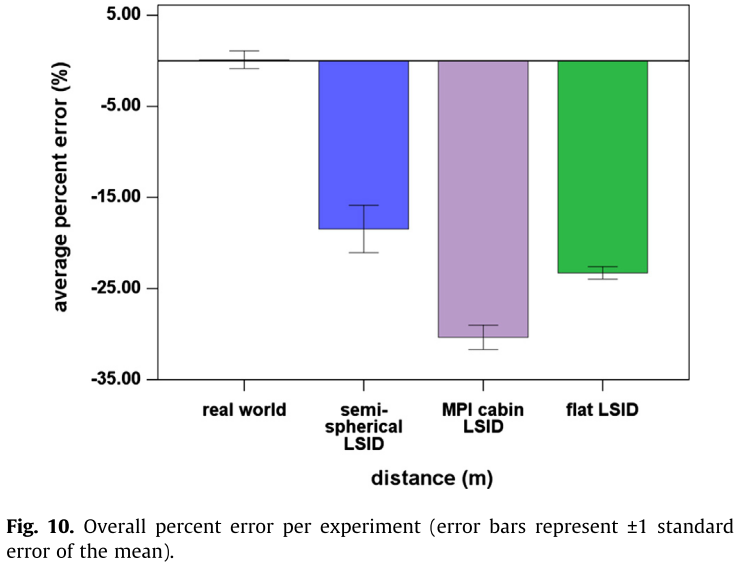 5.00
-5.00
-15.00
-25.00
-35.00
average percent error (%)
real world
semi-
spherical
LSID
MPI cabin
LSID
flat LSID
distance (m)
Fig. 10. Overall percent error per experiment (error bars represent ±1 standard
error of the mean).